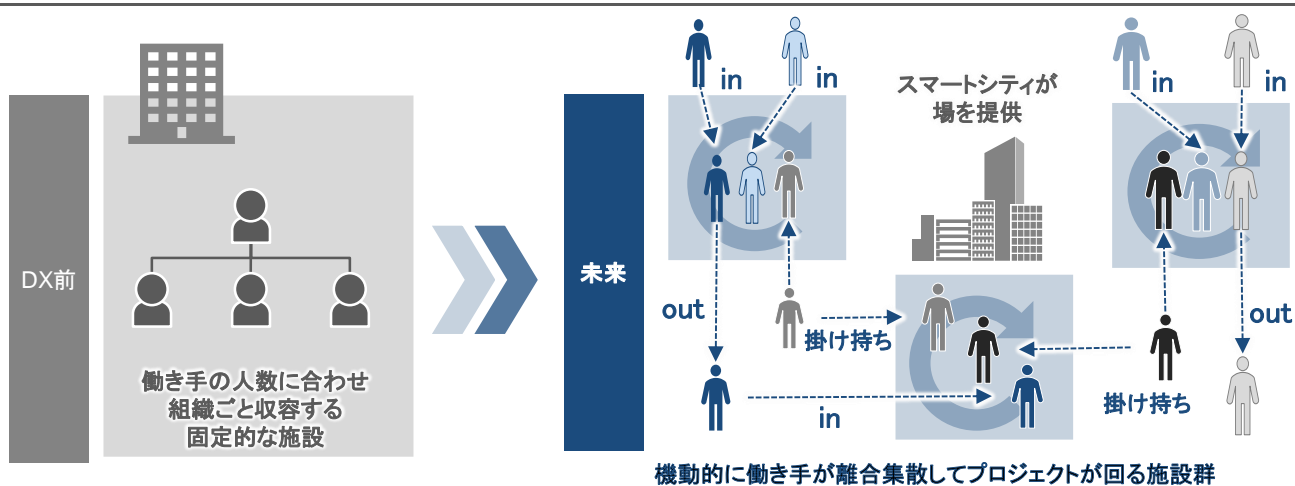 DX前
働き手の人数に合わせ
組織ごと収容する
固定的な施設
未来
in
in
スマートシティが
場を提供
in
in
out
掛け持ち
in
掛け持ち
out
機動的に働き手が離合集散してプロジェクトが回る施設群